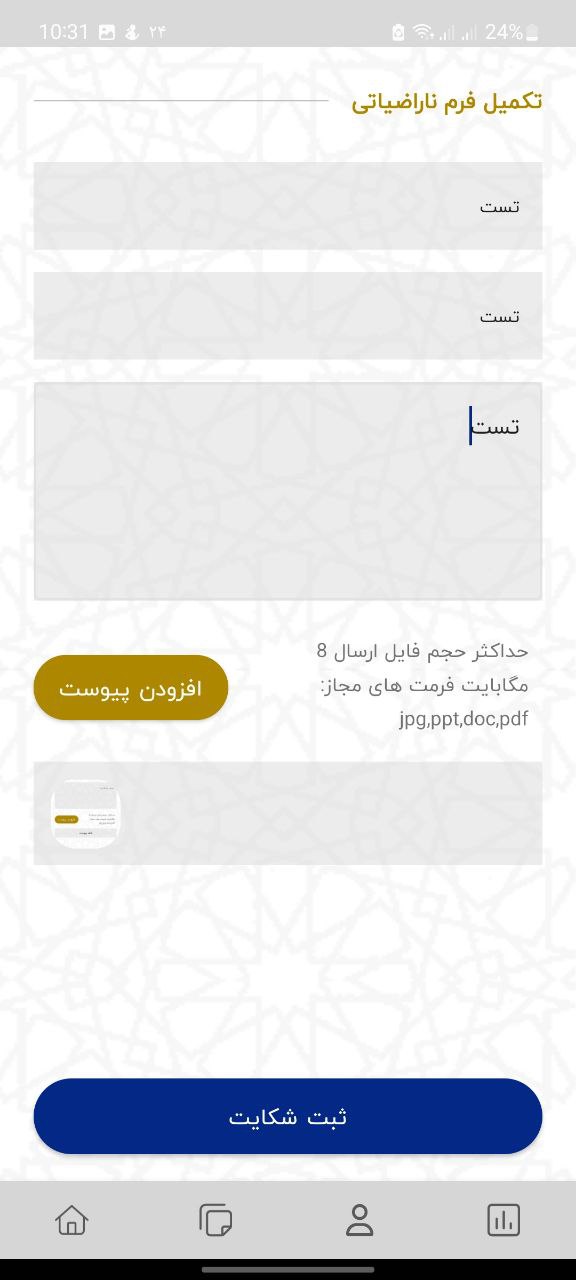 10:31 ۲۴ 24%
تکمیل فرم ناراضیاتی
تست
تست
تست
حداکثر حجم فایل ارسال 8
مگابایت فرمت های مجاز:
jpg,ppt,doc,pdf
افزودن پیوست
ثبت شکایت